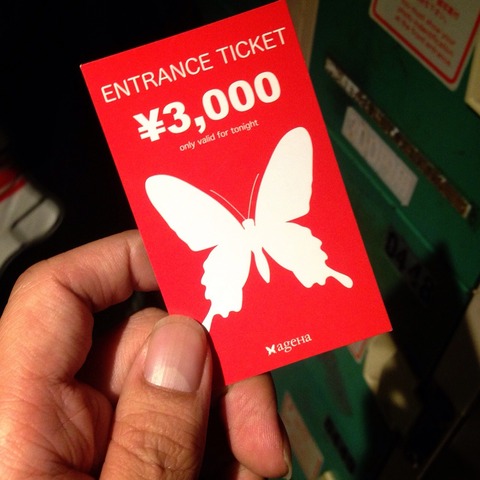 ENTRANCE TICKET
¥3,000
only valid for tonight
ageHa